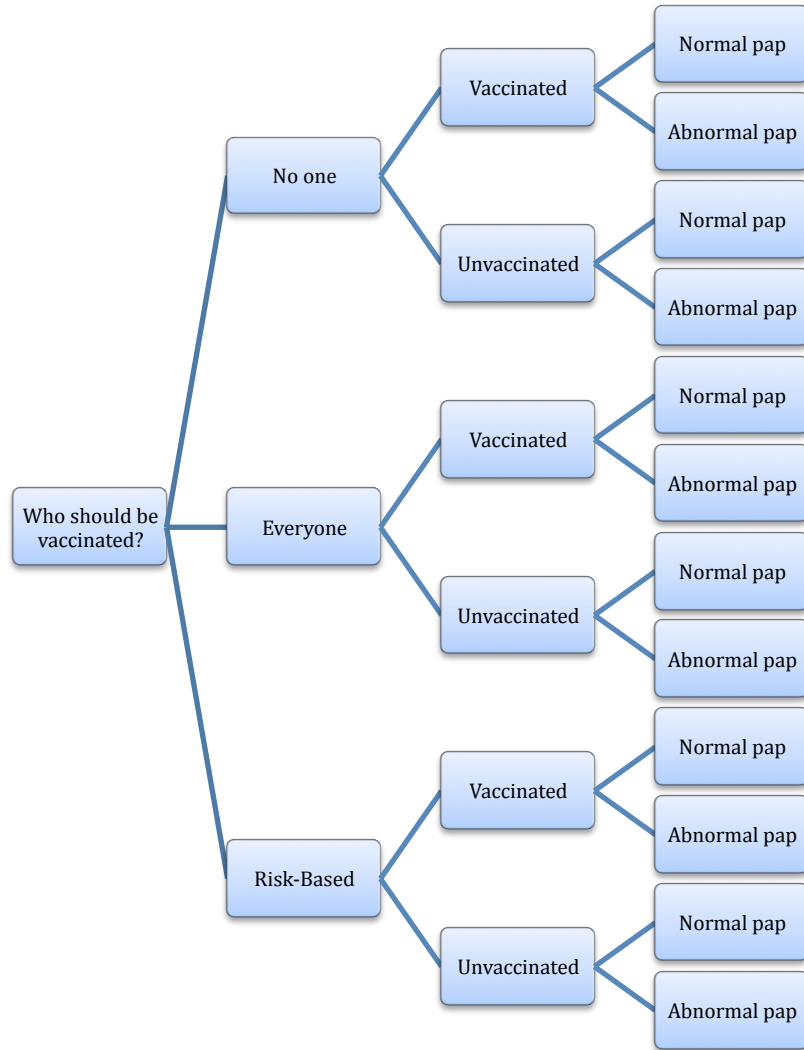 Normal pap
Vaccinated
Abnormal pap
No one
Normal pap
Unvaccinated
Abnormal pap
Normal pap
Vaccinated
Abnormal pap
Who should be
vaccinated?
Everyone
Normal pap
Unvaccinated
Abnormal pap
Normal pap
Vaccinated
Abnormal pap
Risk-Based
Normal pap
Unvaccinated
Abnormal pap